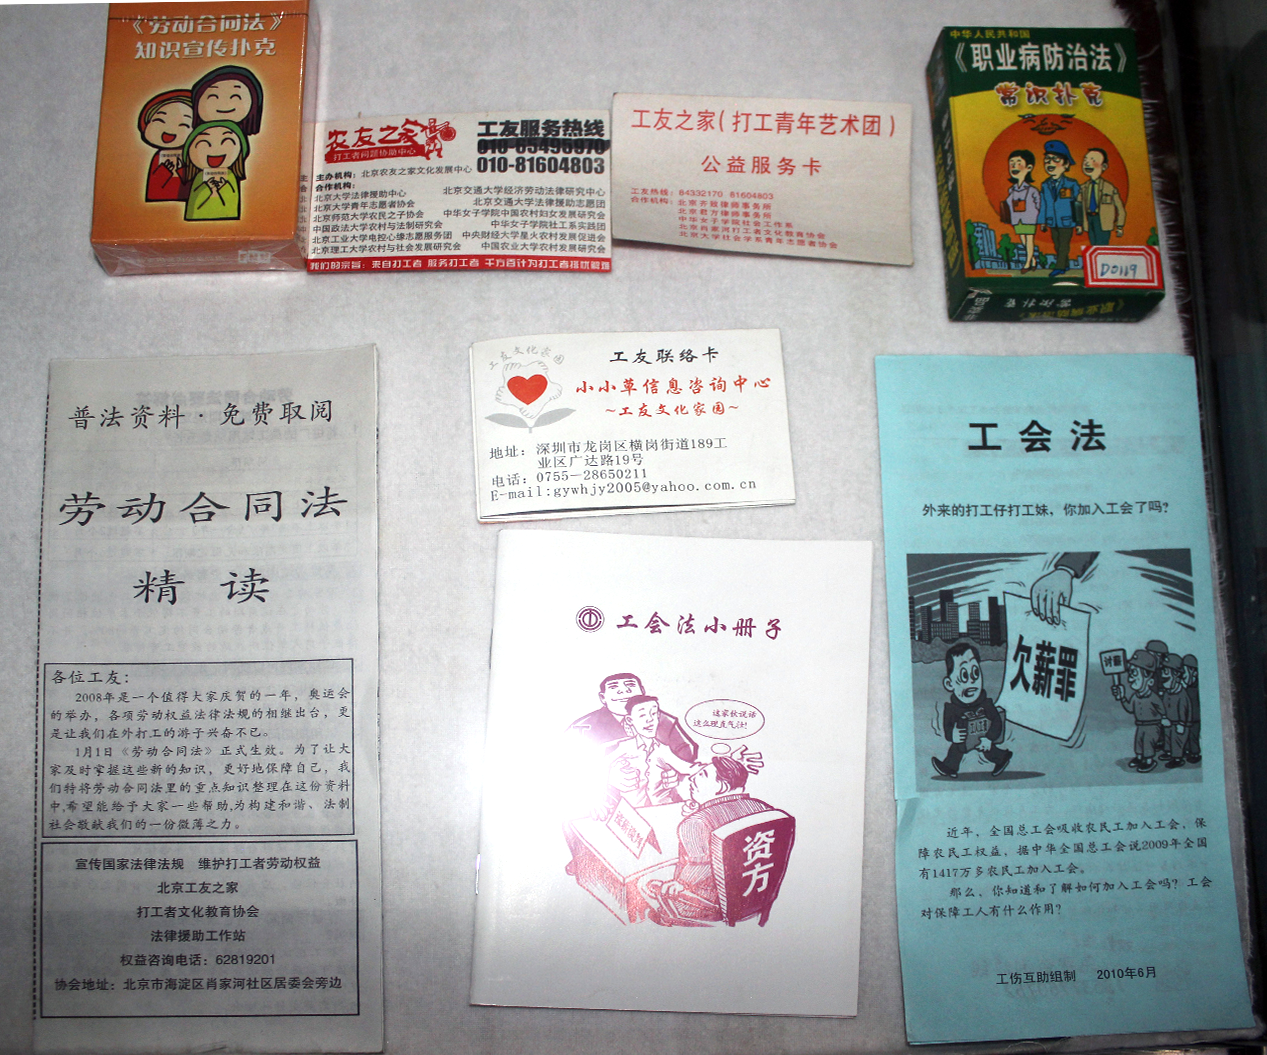 《劳动合同法》
知识宣传扑克
农友之家
打工者问题协助中心
工友服务热线
010-81604803
主办机构：北京农友之家文化发展中心
合作机构：
北京大学法律援助中心
北京交通大学经济劳动法律研究中心
北京大学青年志愿者协会
北京交通大学法律援助志愿团
北京师范大学农民之子协会
中华女子学院中国农村妇女发展研究会
中国政法大学农村与法制研究会
中华女子学院社工系实践团
北京工业大学电控心缘志愿服务团
中央财经大学星火农村发展促进会
北京理工大学农村与社会发展研究会
中国农业大学农村发展研究会
我们的宗旨：来自打工者 服务打工者 千方百计为打工者排忧解难
工友之家(打工青年艺术团)
公益服务卡
工友热线：84332170 81604803
合作机构：北京齐致律师事务所
北京君方律师事务所
中华女子学院社会工作系
北京肖家河打工者文化教育协会
北京大学社会学系青年志愿者协会
中华人民共和国
《职业病防治法》
常识扑克
D0119
工友文化家园
工友联络卡
小小草信息咨询中心
~工友文化家园~
地址：深圳市龙岗区横岗街道189工
业区广达路19号
电话：0755-28650211
E-mail:gywhjy2005@yahoo.com.cn
普法资料·免费取阅
劳动合同法
精 读
各位工友：
2008年是一个值得大家庆贺的一年，奥运会
的举办，各项劳动权益法律法规的相继出台，更
是让我们在外打工的游子兴奋不已。
1月1日《劳动合同法》正式生效。为了让大
家及时掌握这些新的知识，更好地保障自己，我
们特将劳动合同法里的重点知识整理在这份资料
中,希望能给予大家一些帮助,为构建和谐、法制
社会敬献我们的一份微薄之力。
宣传国家法律法规 维护打工者劳动权益
北京工友之家
打工者文化教育协会
法律援助工作站
权益咨询电话：62819201
协会地址：北京市海淀区肖家河社区居委会旁边
工会法小册子
这家伙说话
这么理直气壮!
资方
工 会 法
外来的打工仔打工妹，你加入工会了吗?
欠薪罪
讨薪
近年，全国总工会吸收农民工加入工会，保
障农民工权益，据中华全国总工会说2009年全国
有1417万多农民工加入工会。
那么，你知道和了解如何加入工会吗？工会
对保障工人有什么作用?
工伤互助组制 2010年6月